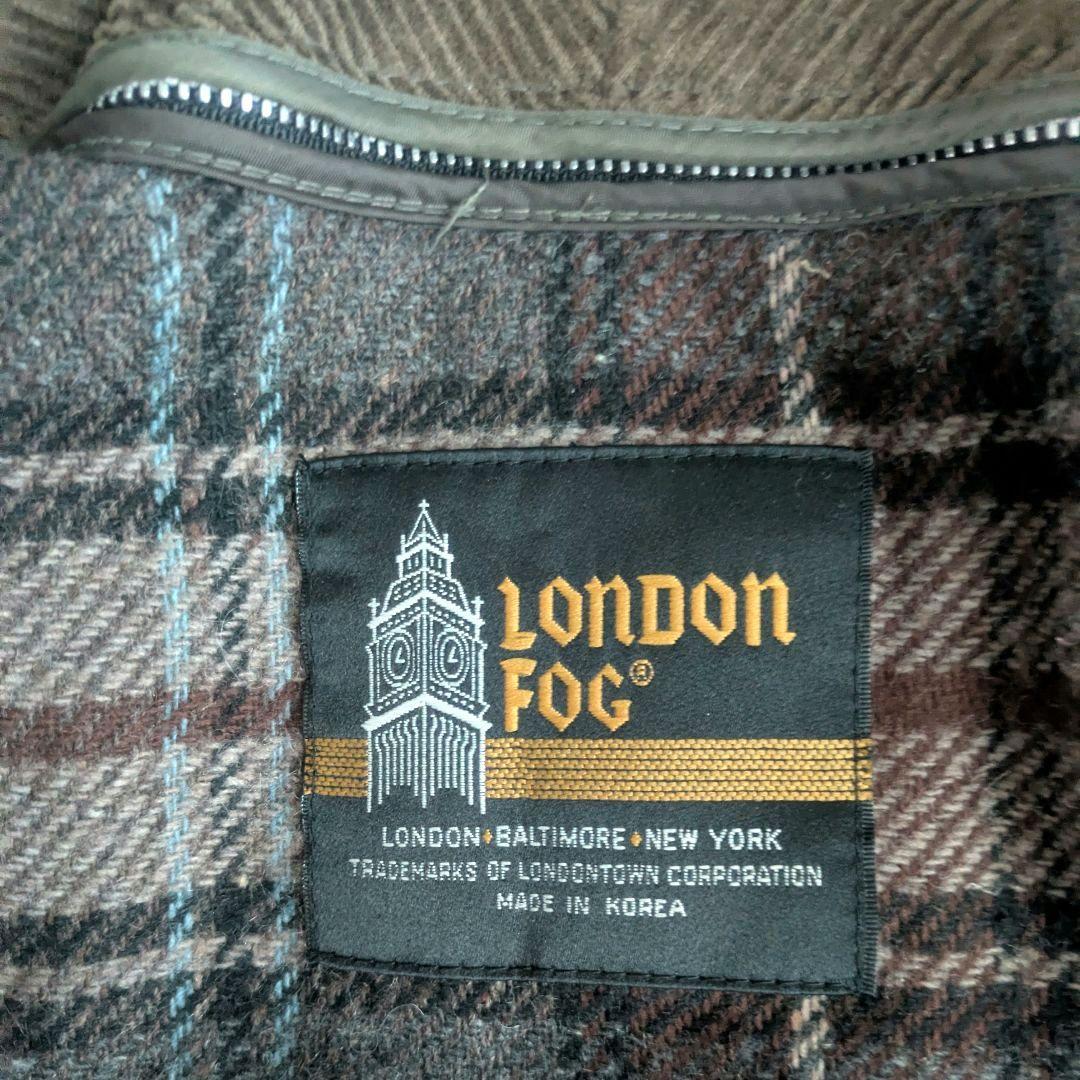 LONDON
FOG®
LONDON♦BALTIMORE♦NEW YORK
TRADEMARKS OF LONDONTOWN CORPORATION
MADE IN KOREA